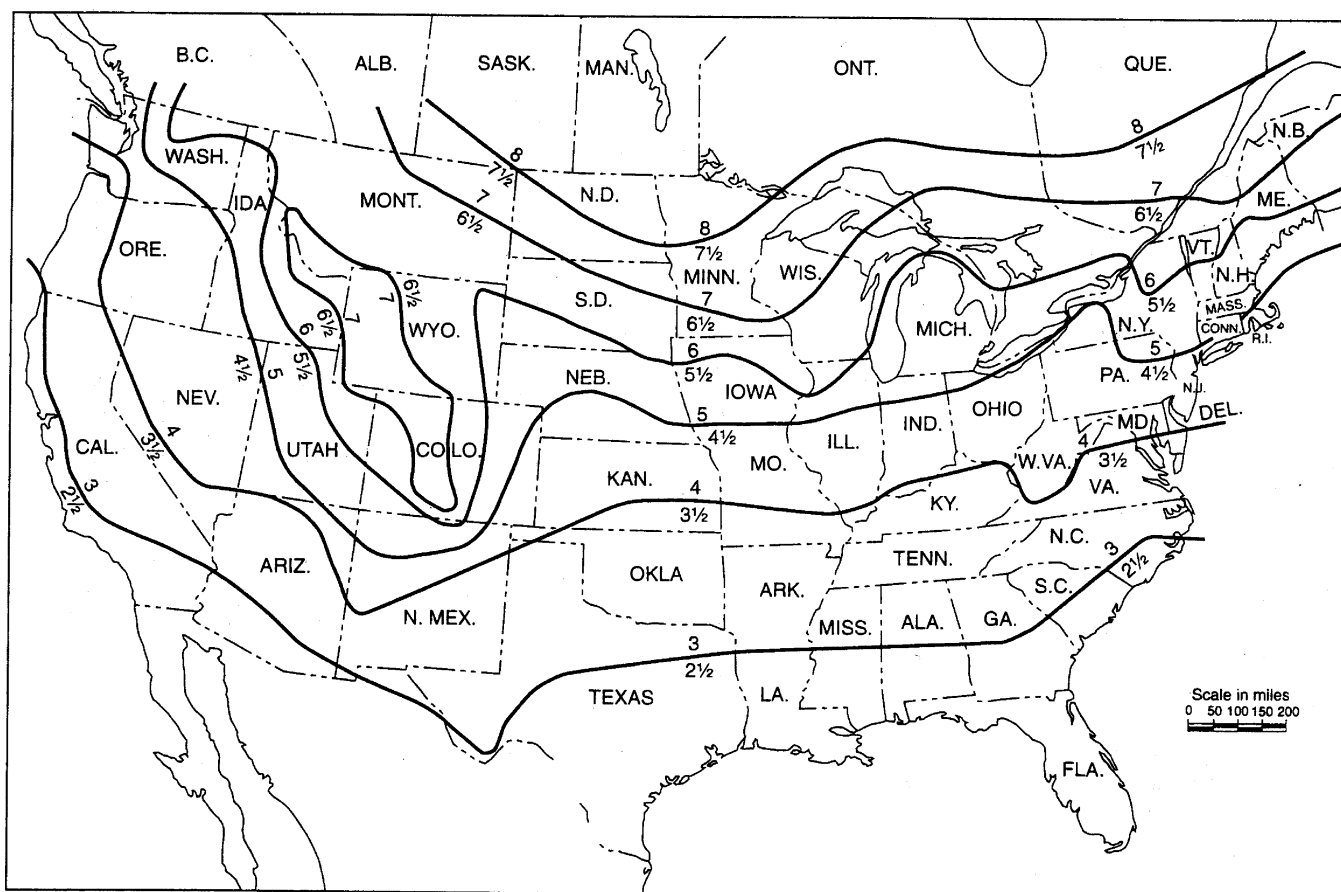 B.C.
ALB.
SASK.
MAN.
ONT.
QUE.
8
7½
N.B.
WASH.
8
7½
7
6½
IDA
MONT.
7
6½
N.D.
ME.
ORE.
8
7½
MINN.
WIS.
VT.
N.H.
6
5½
7
6½
WYO.
S.D.
7
6½
MICH.
N.Y.
MASS.
CONN.
R.I.
6½
7
6
5½
4½
5
6
5½
NEB.
IOWA
5
4½
PA.
N.J.
NEV.
5
4½
ILL.
IND.
OHIO
MD.
DEL.
4
3½
CAL.
UTAH
COLO.
KAN.
MO.
W.VA.
4
3½
VA.
3
2½
4
3½
KY.
ARIZ.
N. MEX.
OKLA
ARK.
TENN.
N.C.
3
2½
S.C.
MISS.
ALA.
GA.
3
2½
TEXAS
LA.
Scale in miles
0 50 100 150 200
FLA.